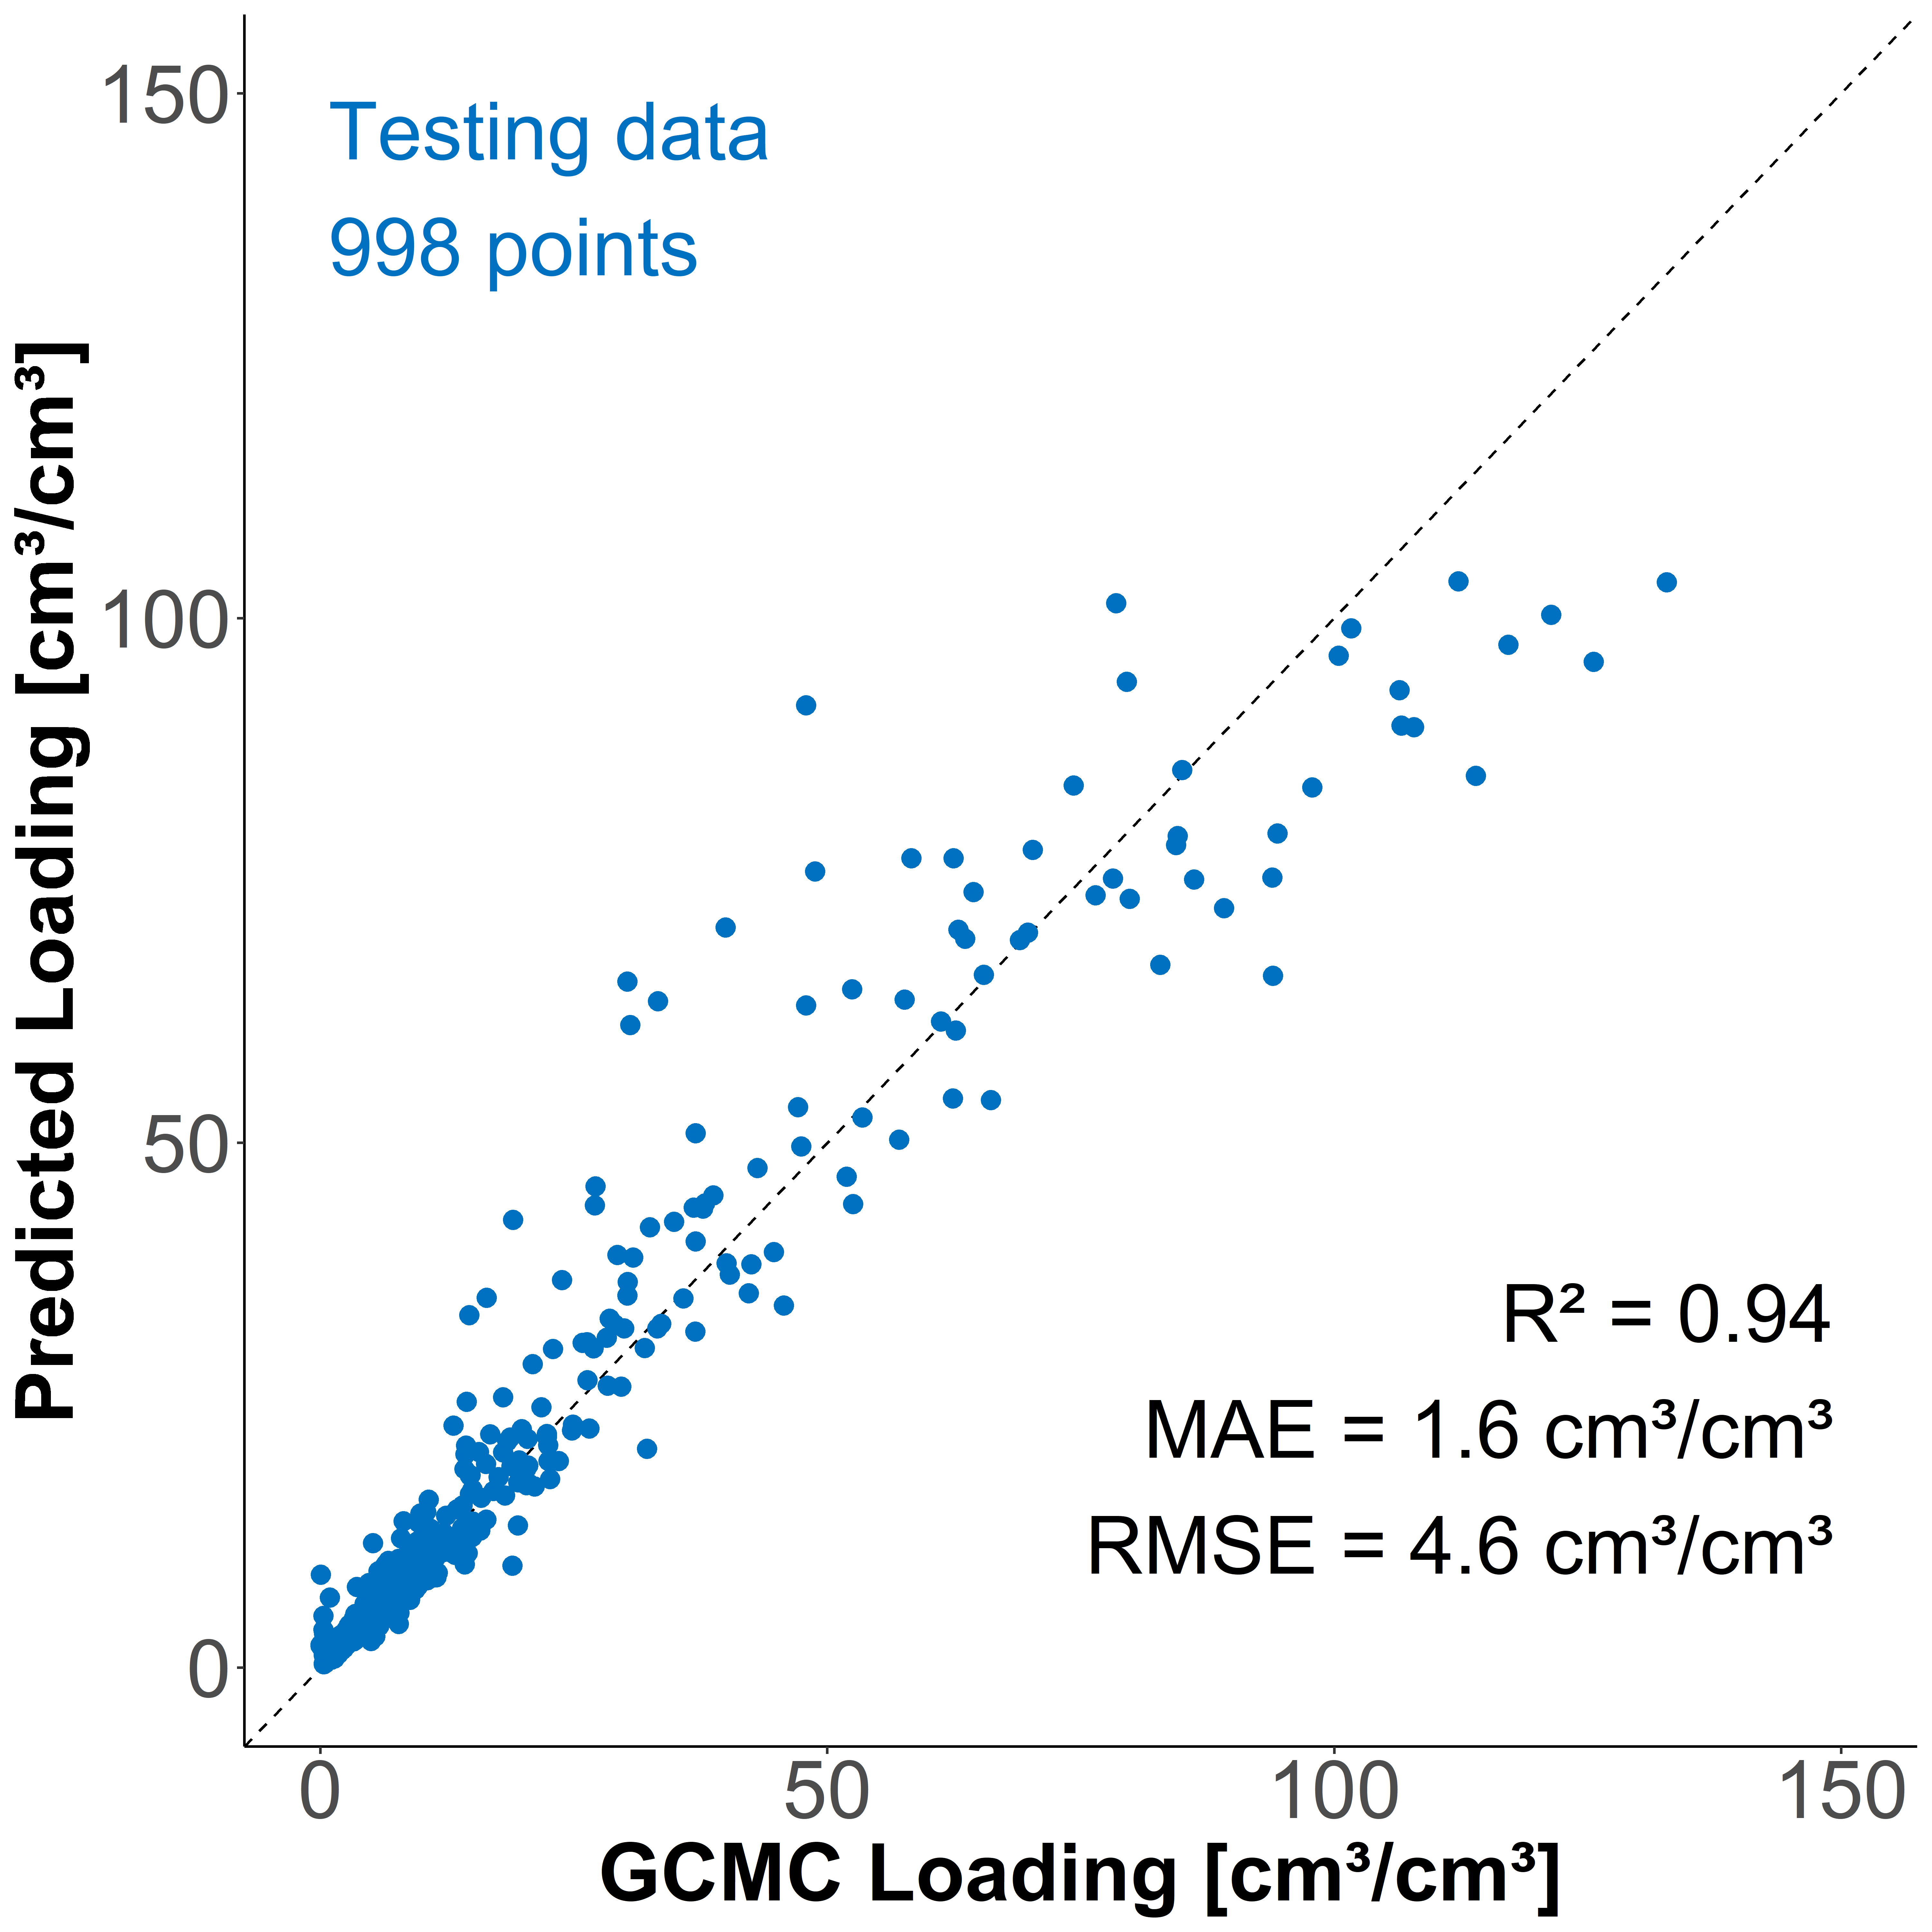 Testing data
998 points
150
100
50
0
Predicted Loading [cm³/cm³]
R² = 0.94
MAE = 1.6 cm³/cm³
RMSE = 4.6 cm³/cm³
0 50 100 150
GCMC Loading [cm³/cm³]